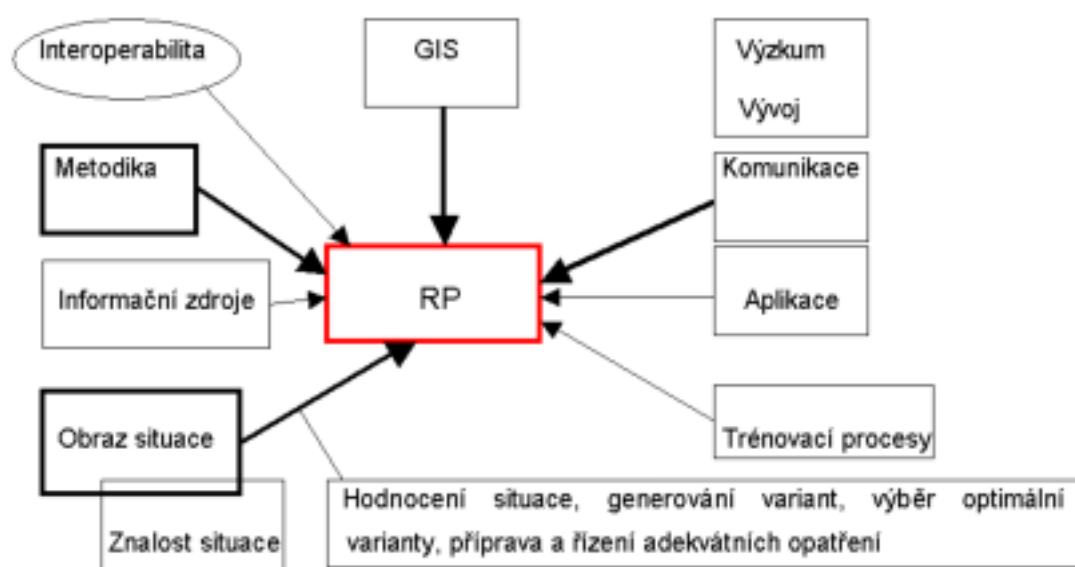 Interoperabilita
GIS
Výzkum
Vývoj
Metodika
Komunikace
Informační zdroje
RP
Aplikace
Obraz situace
Trénovací procesy
Znalost situace
Hodnocení situace, generování variant, výběr optimální
varianty, příprava a řízení adekvátních opatření